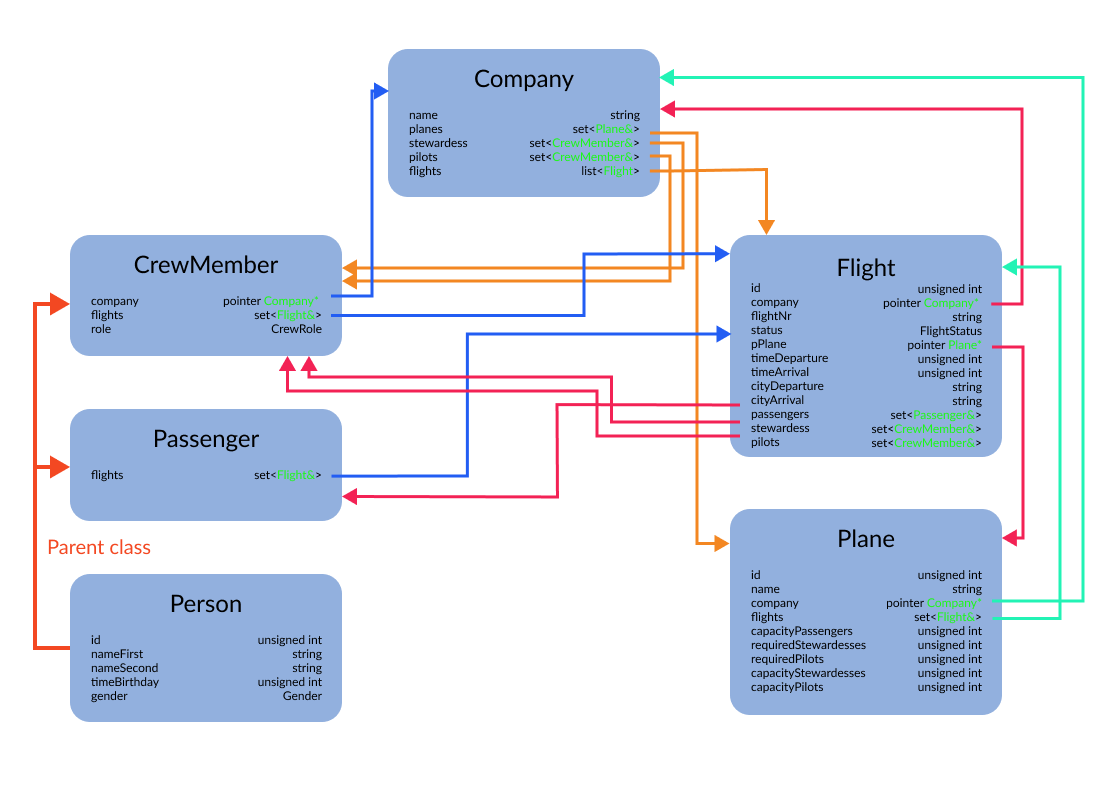 Company
name string
planes set<Plane&>
stewardess set<CrewMember&>
pilots set<CrewMember&>
flights list<Flight>
CrewMember
company pointer Company*
flights set<Flight&>
role CrewRole
Flight
id unsigned int
company pointer Company*
flightNr string
status FlightStatus
pPlane pointer Plane*
timeDeparture unsigned int
timeArrival unsigned int
cityDeparture string
cityArrival string
passengers set<Passenger&>
stewardess set<CrewMember&>
pilots set<CrewMember&>
Passenger
flights set<Flight&>
Parent class
Person
id unsigned int
nameFirst string
nameSecond string
timeBirthday unsigned int
gender Gender
Plane
id unsigned int
name string
company pointer Company*
flights set<Flight&>
capacityPassengers unsigned int
requiredStewardesses unsigned int
requiredPilots unsigned int
capacityStewardesses unsigned int
capacityPilots unsigned int